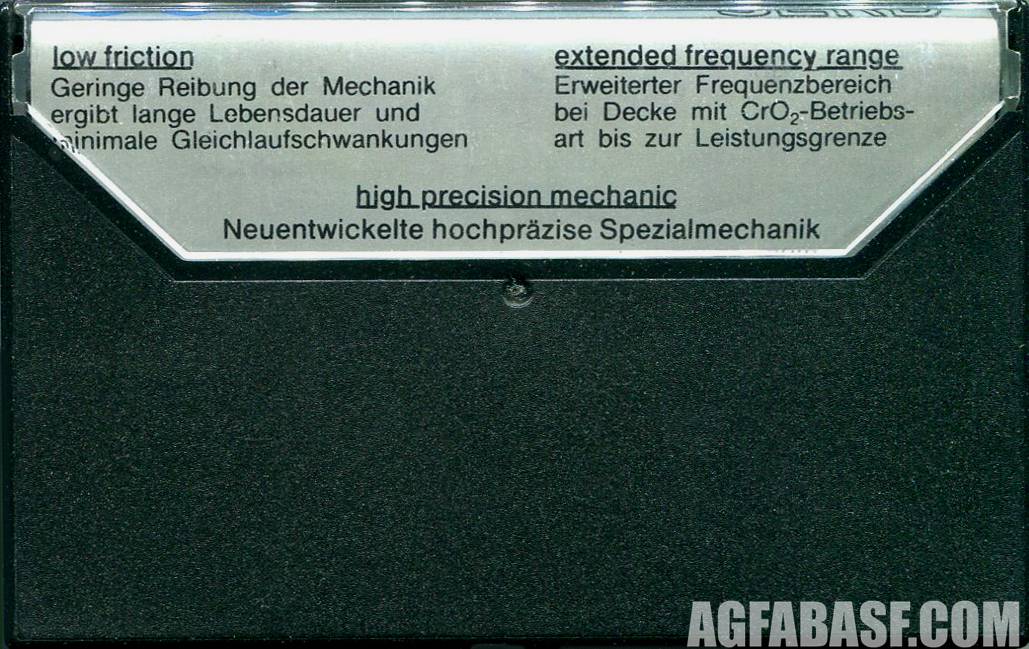 low friction
Geringe Reibung der Mechanik
ergibt lange Lebensdauer und
minimale Gleichlaufschwankungen
extended frequency range
Erweiterter Frequenzbereich
bei Decke mit CrO₂-Betriebs-
art bis zur Leistungsgrenze
high precision mechanic
Neuentwickelte hochpräzise Spezialmechanik
AGFABASF.COM